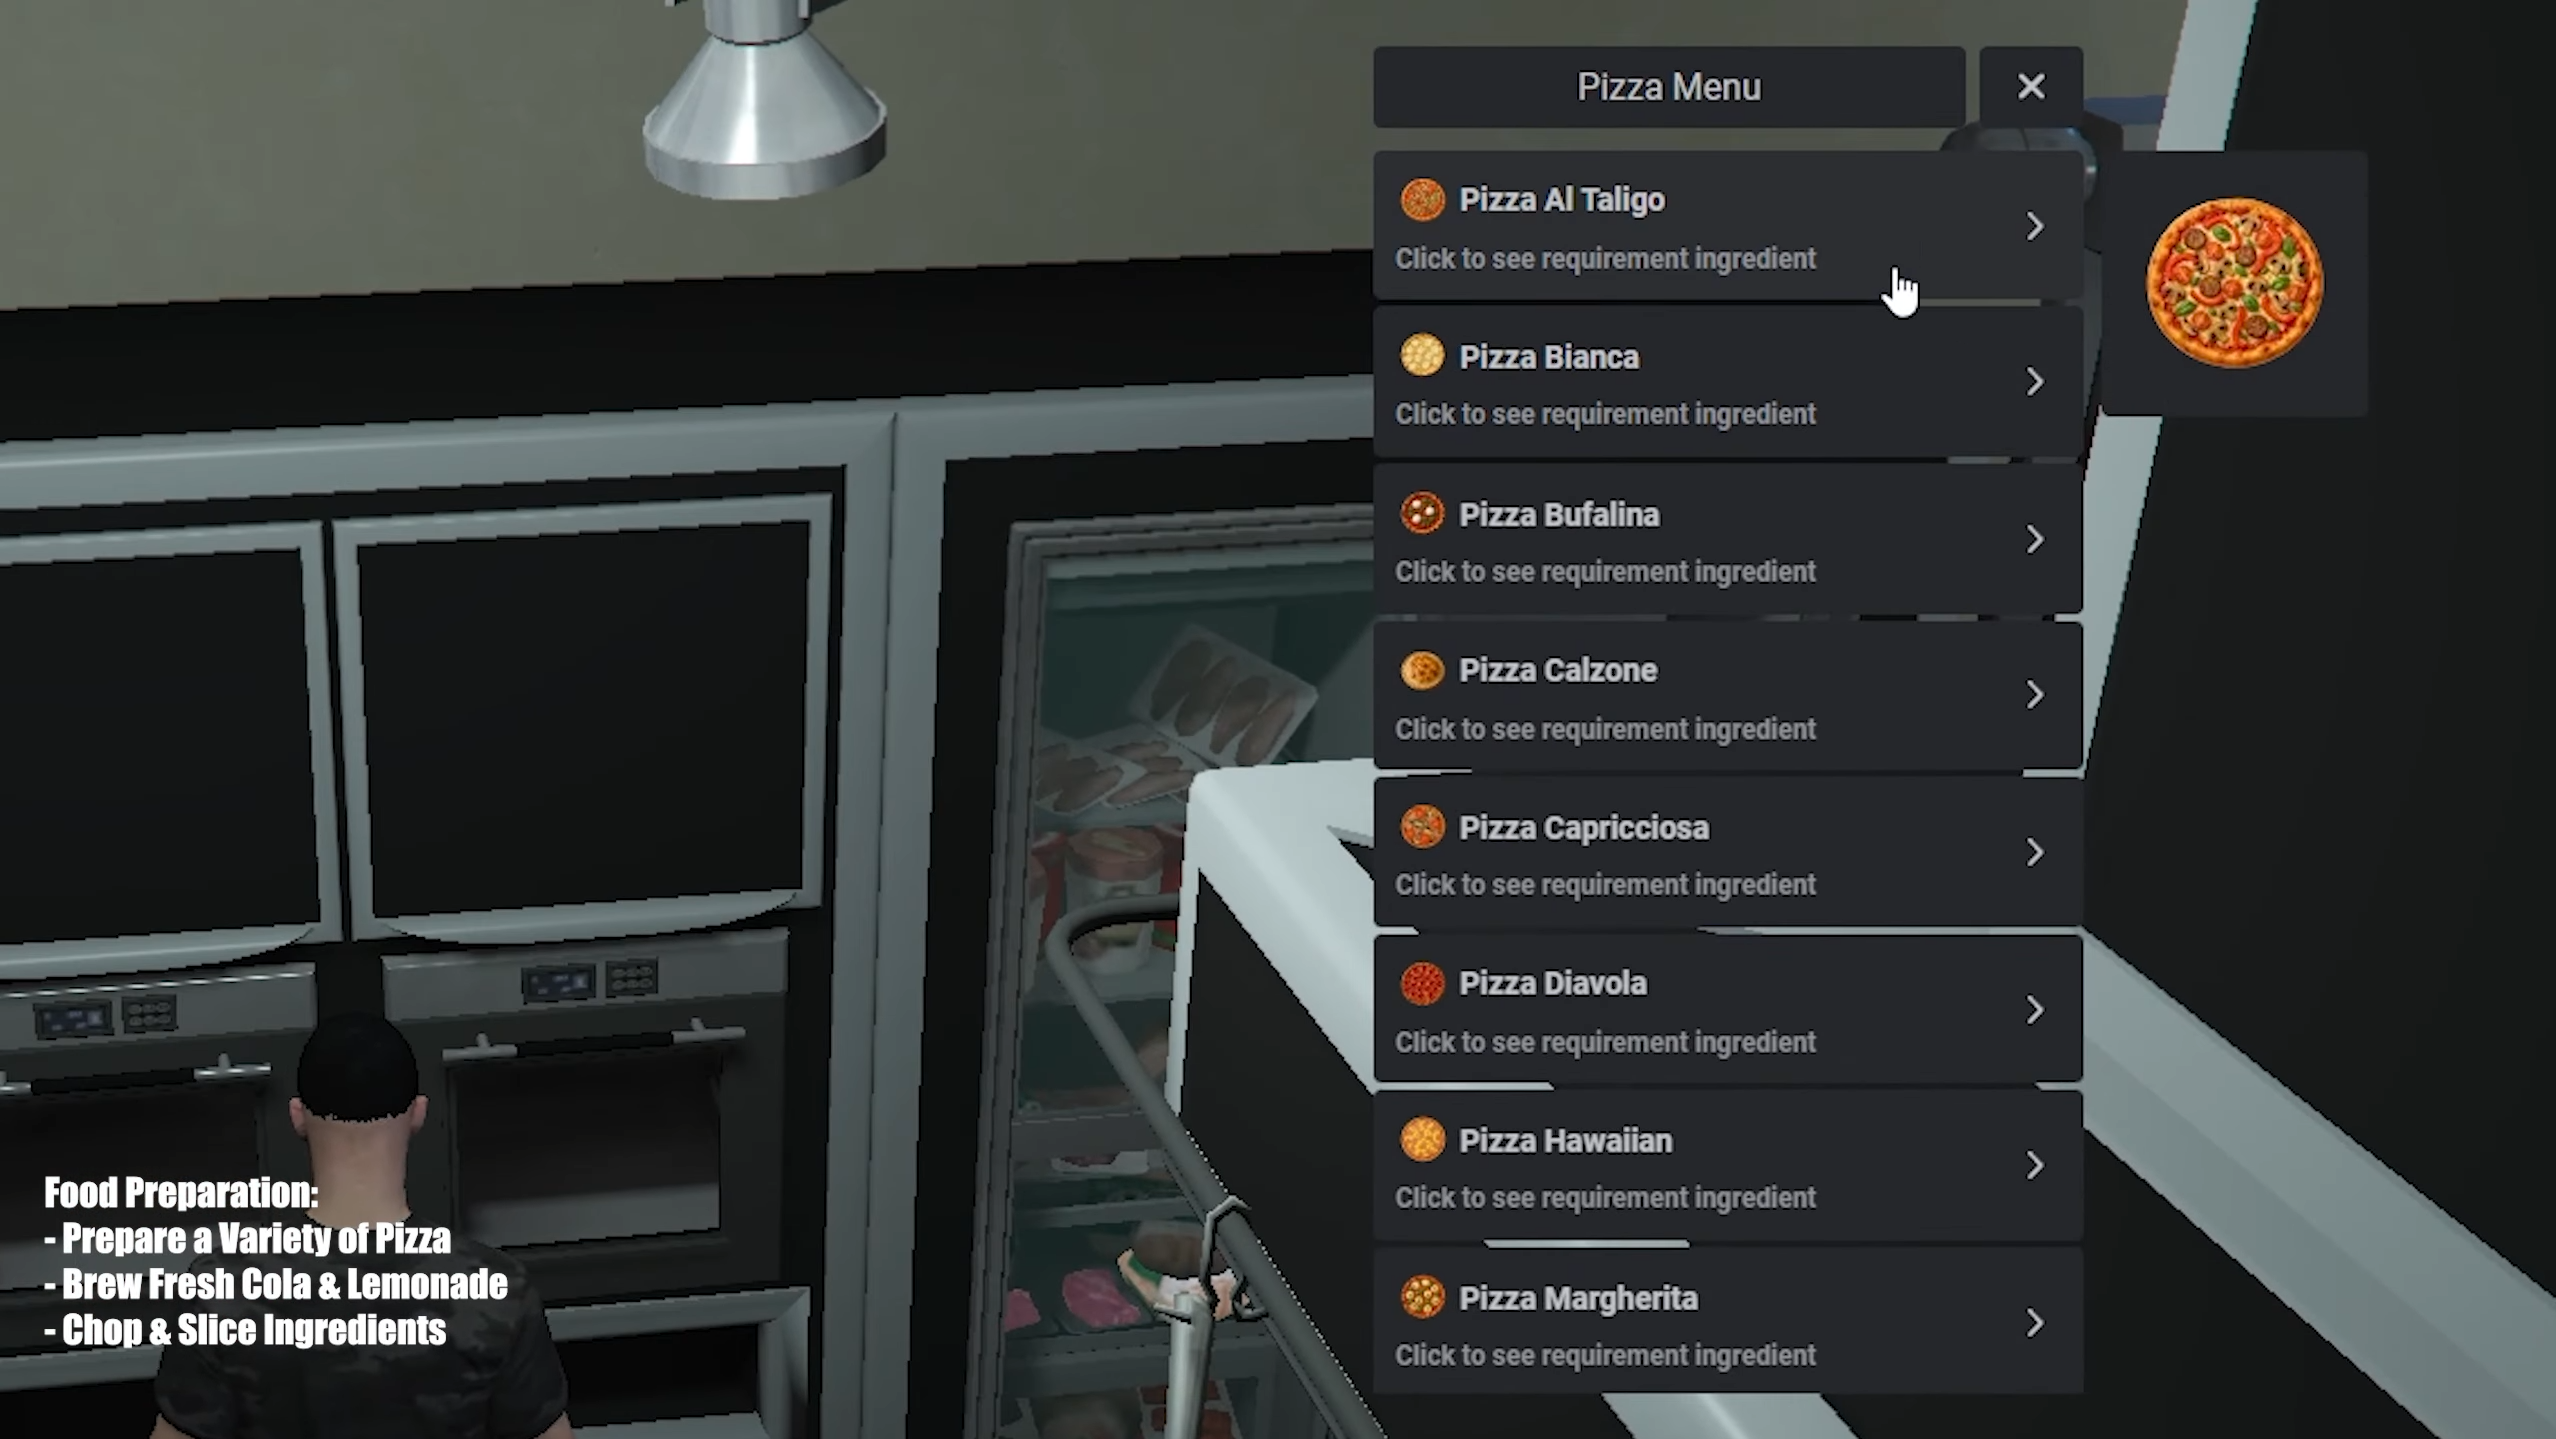 Pizza Menu
Pizza Al Taligo
Click to see requirement ingredient
Pizza Bianca
Click to see requirement ingredient
Pizza Bufalina
Click to see requirement ingredient
Pizza Calzone
Click to see requirement ingredient
Pizza Capricciosa
Click to see requirement ingredient
Pizza Diavola
Click to see requirement ingredient
Pizza Hawaiian
Click to see requirement ingredient
Pizza Margherita
Click to see requirement ingredient
Food Preparation:
- Prepare a Variety of Pizza
- Brew Fresh Cola & Lemonade
- Chop & Slice Ingredients